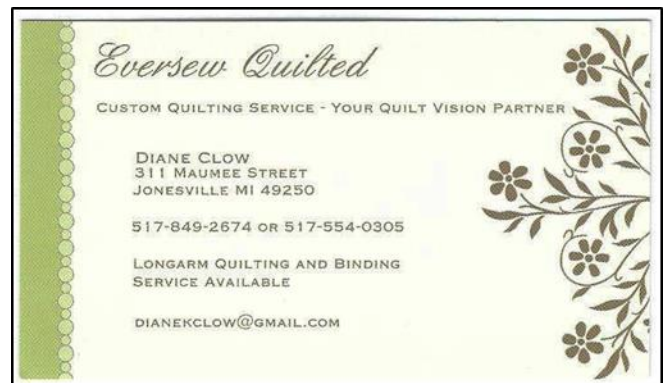 Eversew Quilted
Custom Quilting Service - Your Quilt Vision Partner
Diane Clow
311 Maumee Street
Jonesville MI 49250
517-849-2674 or 517-554-0305
Longarm Quilting and Binding
Service Available
dianekclow@gmail.com